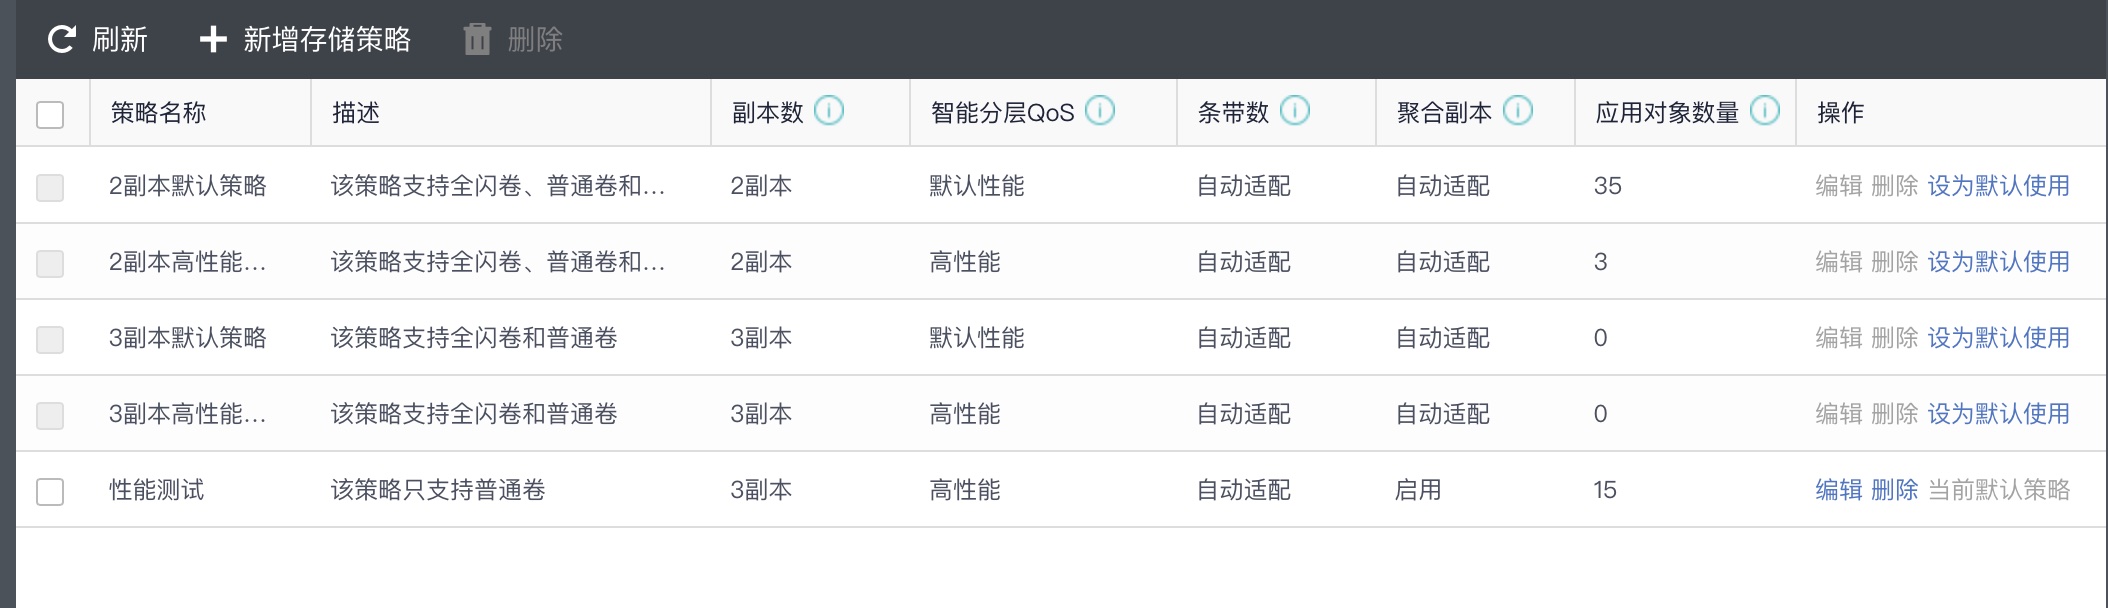 刷新 新增存储策略 删除
策略名称 描述 副本数 智能分层QoS 条带数 聚合副本 应用对象数量 操作
2副本默认策略 该策略支持全闪卷、普通卷和... 2副本 默认性能 自动适配 自动适配 35 编辑 删除 设为默认使用
2副本高性能... 该策略支持全闪卷、普通卷和... 2副本 高性能 自动适配 自动适配 3 编辑 删除 设为默认使用
3副本默认策略 该策略支持全闪卷和普通卷 3副本 默认性能 自动适配 自动适配 0 编辑 删除 设为默认使用
3副本高性能... 该策略支持全闪卷和普通卷 3副本 高性能 自动适配 自动适配 0 编辑 删除 设为默认使用
性能测试 该策略只支持普通卷 3副本 高性能 自动适配 启用 15 编辑 删除 当前默认策略